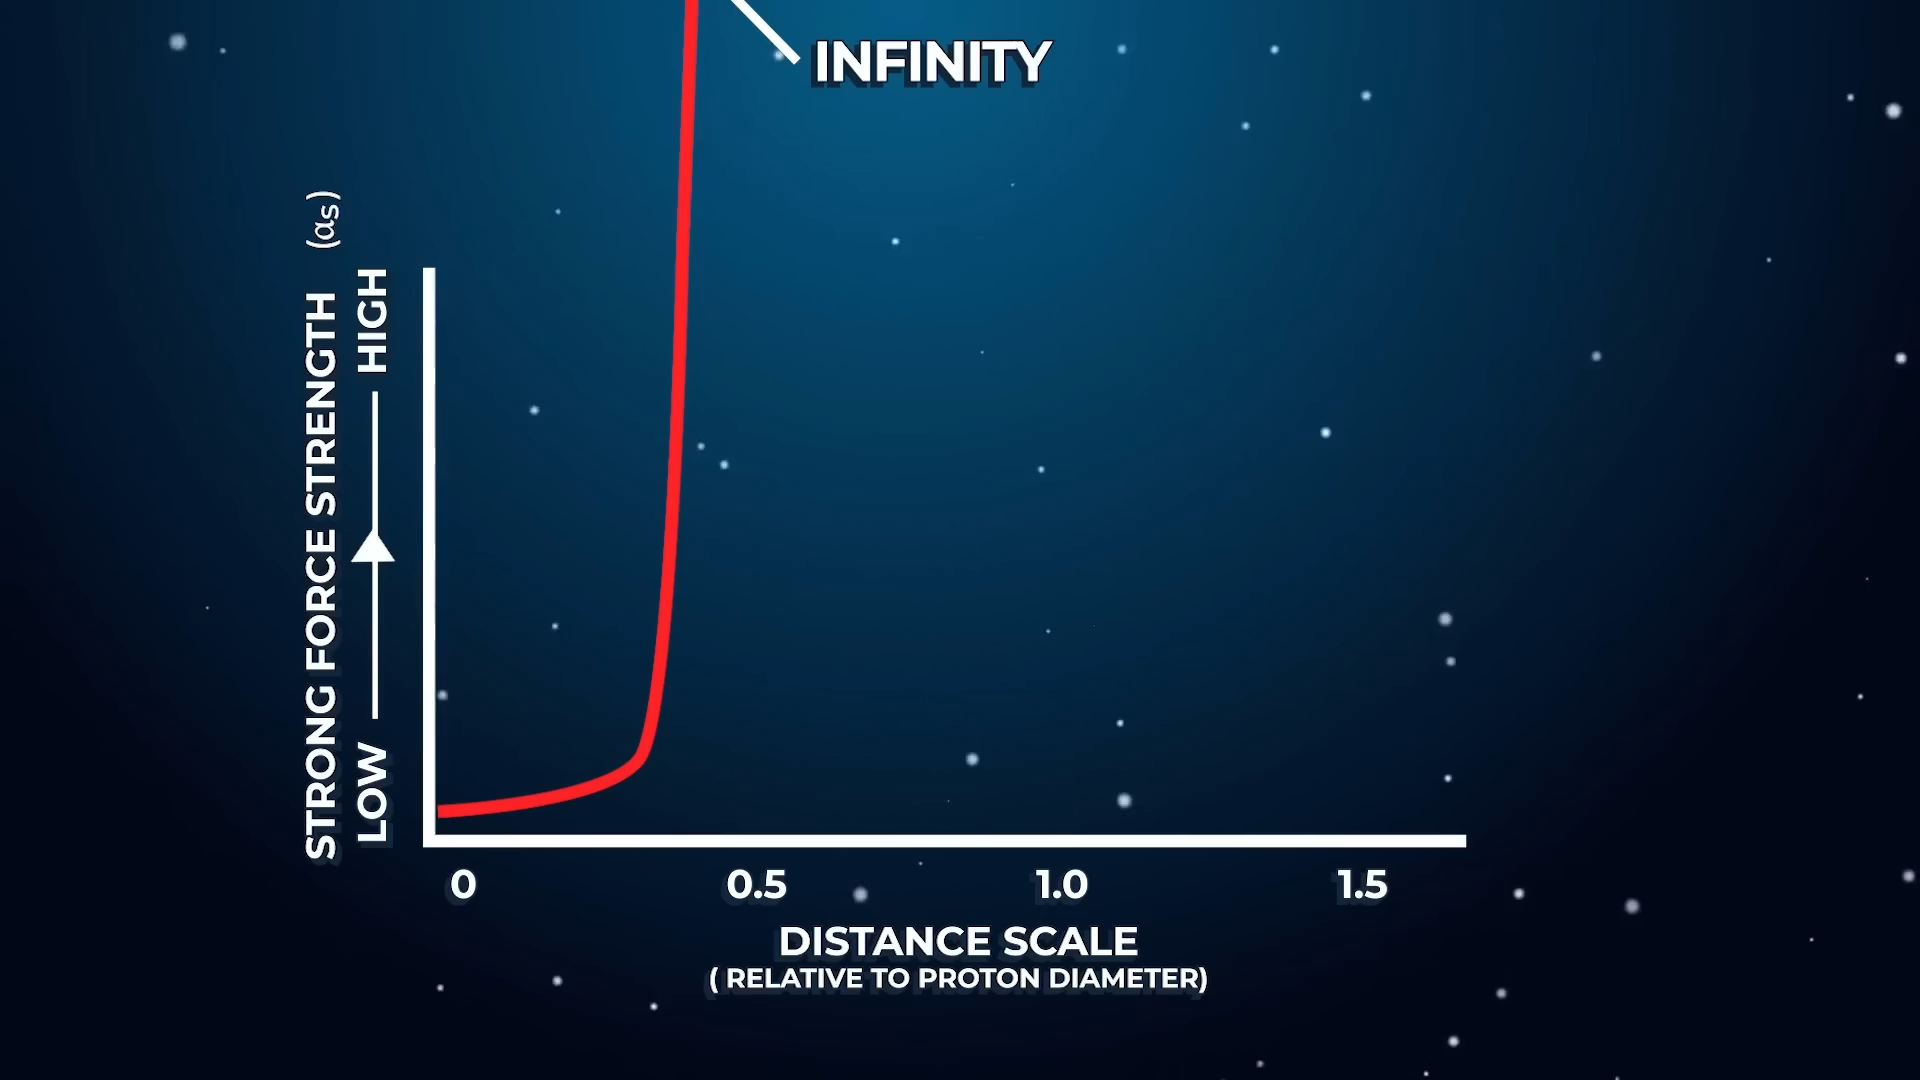 INFINITY
STRONG FORCE STRENGTH (αs)
LOW HIGH
0 0.5 1.0 1.5
DISTANCE SCALE
( RELATIVE TO PROTON DIAMETER)